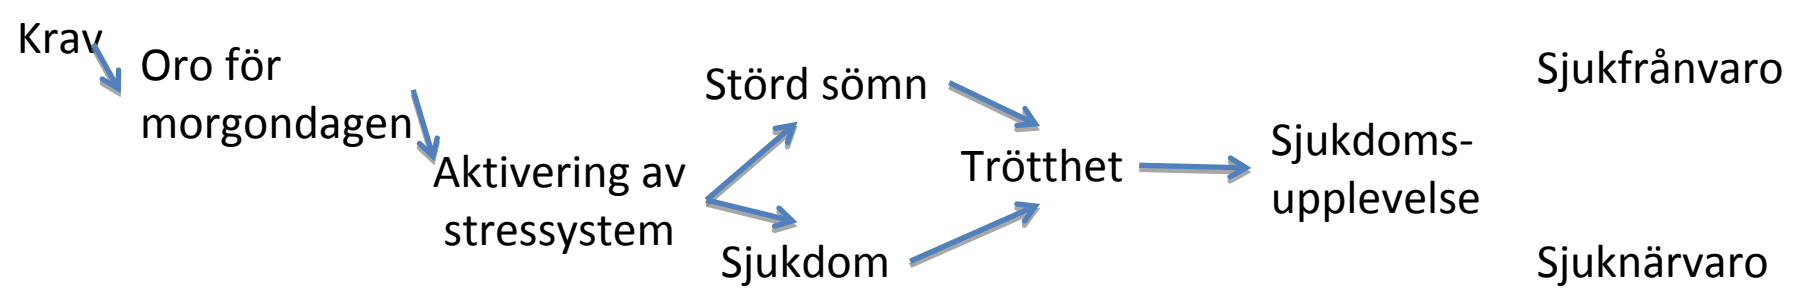 Krav
Oro för
morgondagen
Aktivering av
stressystem
Störd sömn
Sjukdom
Trötthet
Sjukdoms-
upplevelse
Sjukfrånvaro
Sjuknärvaro